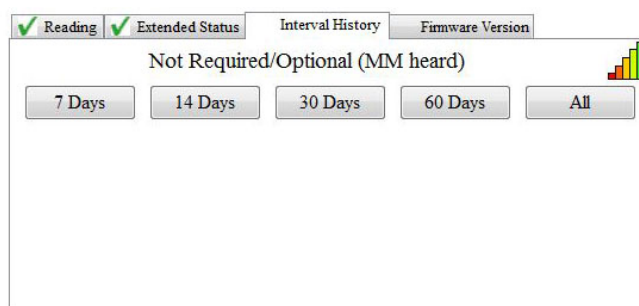 Reading Extended Status Interval History Firmware Version
Not Required/Optional (MM heard)
7 Days 14 Days 30 Days 60 Days All